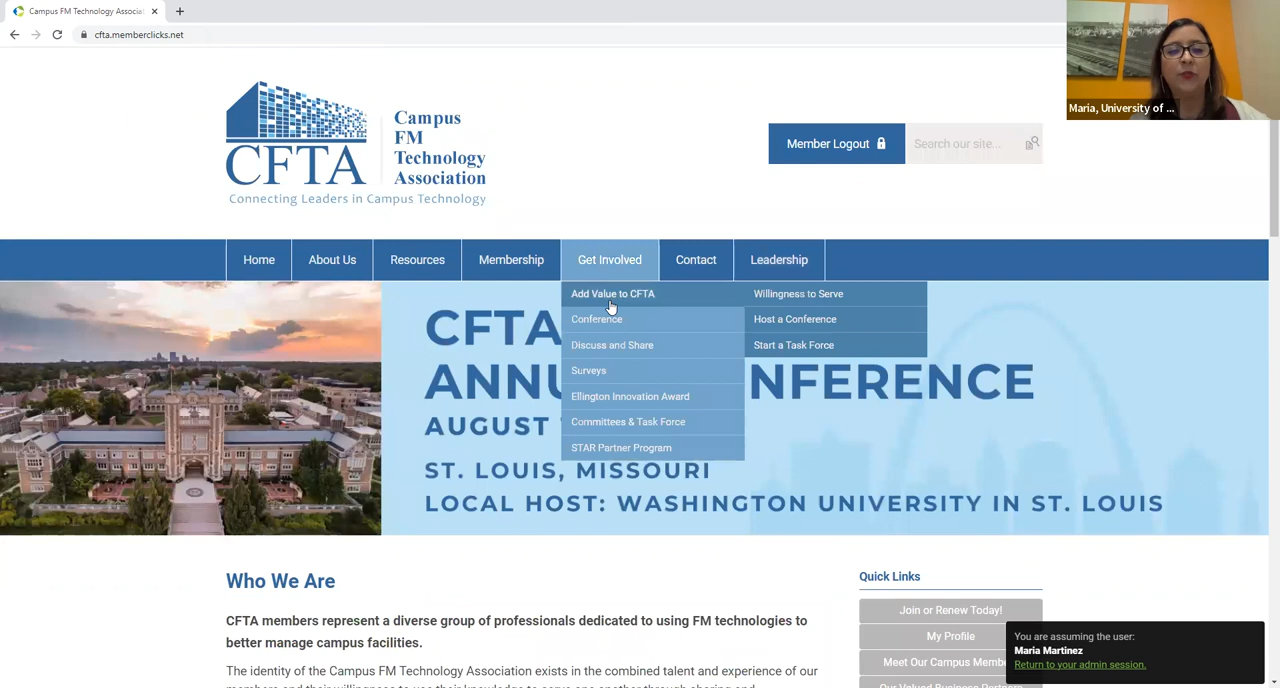 Campus FM Technology Associa
cfta.memberclicks.net
Maria, University of ...
CFTA
Campus
FM
Technology
Association
Connecting Leaders in Campus Technology
Member Logout
Search our site...
Home
About Us
Resources
Membership
Get Involved
Contact
Leadership
Add Value to CFTA
Conference
Discuss and Share
Surveys
Ellington Innovation Award
Committees & Task Force
STAR Partner Program
Willingness to Serve
Host a Conference
Start a Task Force
CFTA
ANNU NFERENCE
AUGUST
ST. LOUIS, MISSOURI
LOCAL HOST: WASHINGTON UNIVERSITY IN ST. LOUIS
Who We Are
CFTA members represent a diverse group of professionals dedicated to using FM technologies to
better manage campus facilities.
The identity of the Campus FM Technology Association exists in the combined talent and experience of our
Quick Links
Join or Renew Today!
My Profile
Meet Our Campus Membe
You are assuming the user:
Maria Martinez
Return to your admin session.